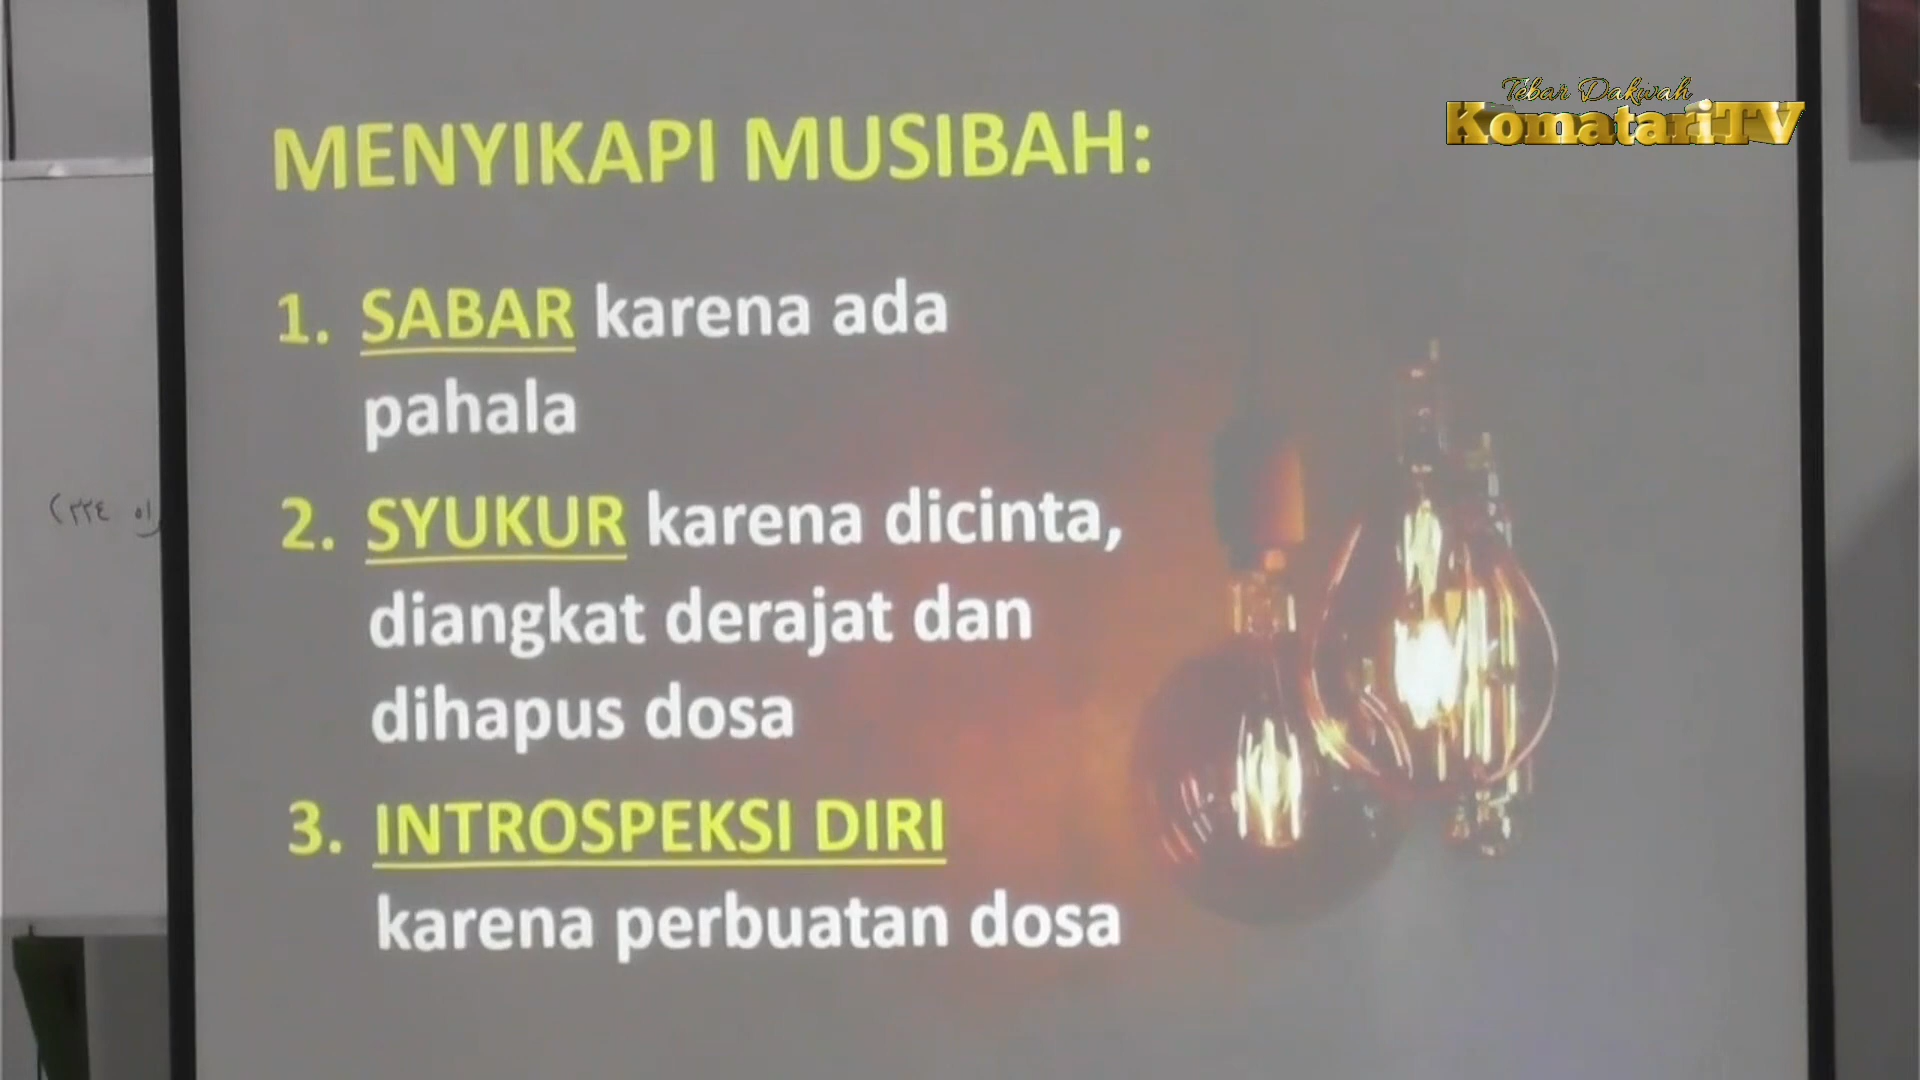 Tebar Dakwah
KomatariTV
MENYIKAPI MUSIBAH:
1. SABAR karena ada
pahala
2. SYUKUR karena dicinta,
diangkat derajat dan
dihapus dosa
3. INTROSPEKSI DIRI
karena perbuatan dosa